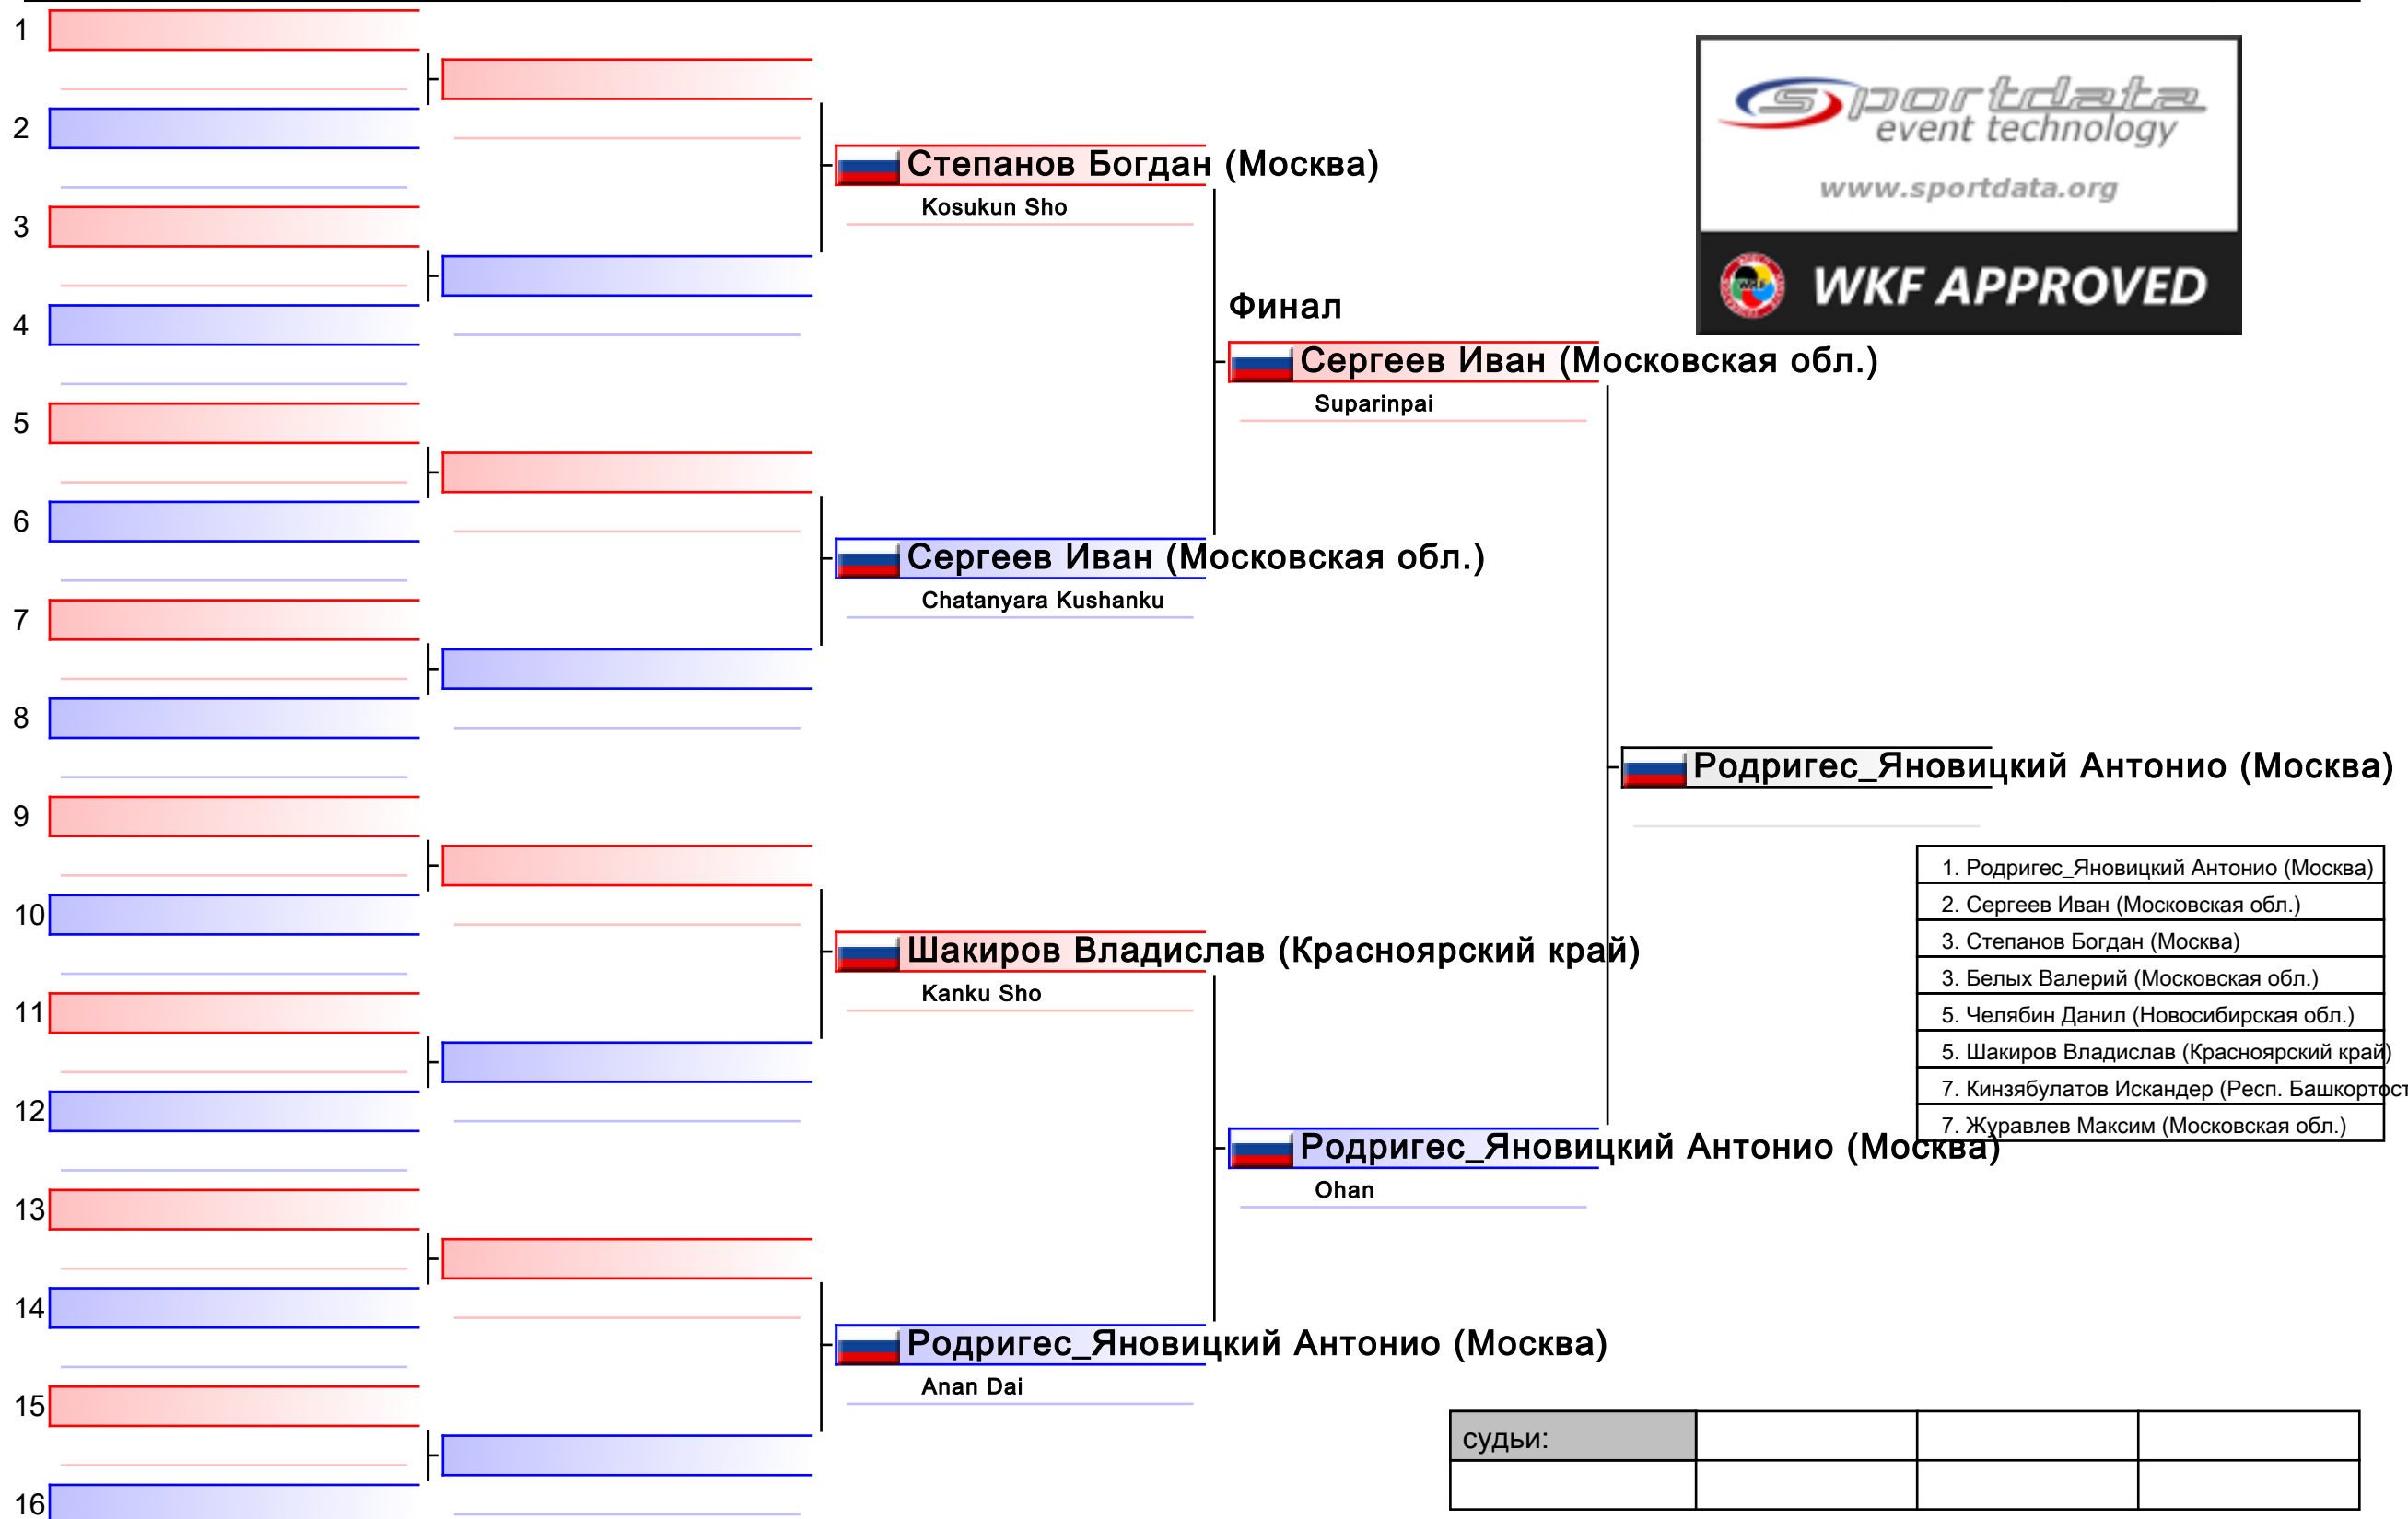 1
2
3
4
5
6
7
8
9
10
11
12
13
14
15
16
Степанов Богдан (Москва)
Kosukun Sho
Сергеев Иван (Московская обл.)
Chatanyara Kushanku
Шакиров Владислав (Красноярский край)
Kanku Sho
Родригес_Яновицкий Антонио (Москва)
Anan Dai
Финал
Сергеев Иван (Московская обл.)
Suparinpai
Родригес_Яновицкий Антонио (Москва)
Ohan
sportdata
event technology
www.sportdata.org
WKF
WKF APPROVED
Родригес_Яновицкий Антонио (Москва)
1. Родригес_Яновицкий Антонио (Москва)
2. Сергеев Иван (Московская обл.)
3. Степанов Богдан (Москва)
3. Белых Валерий (Московская обл.)
5. Челябин Данил (Новосибирская обл.)
5. Шакиров Владислав (Красноярский край)
7. Кинзябулатов Искандер (Респ. Башкортост
7. Журавлев Максим (Московская обл.)
судьи: